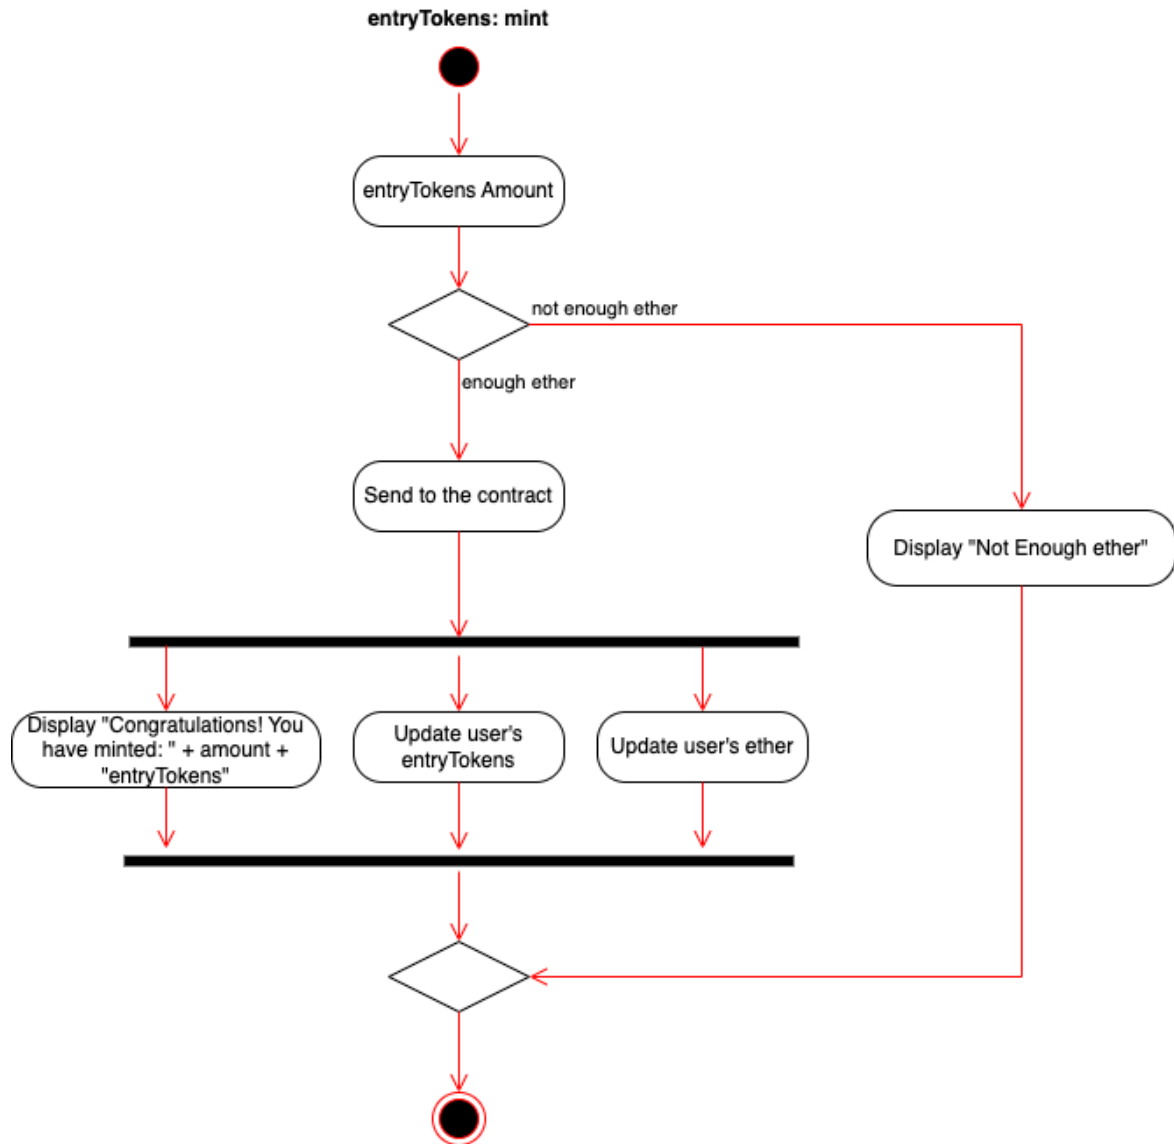 entryTokens: mint
entryTokens Amount
not enough ether
enough ether
Send to the contract
Display "Not Enough ether"
Display "Congratulations! You
have minted: " + amount +
"entryTokens"
Update user's
entryTokens
Update user's ether